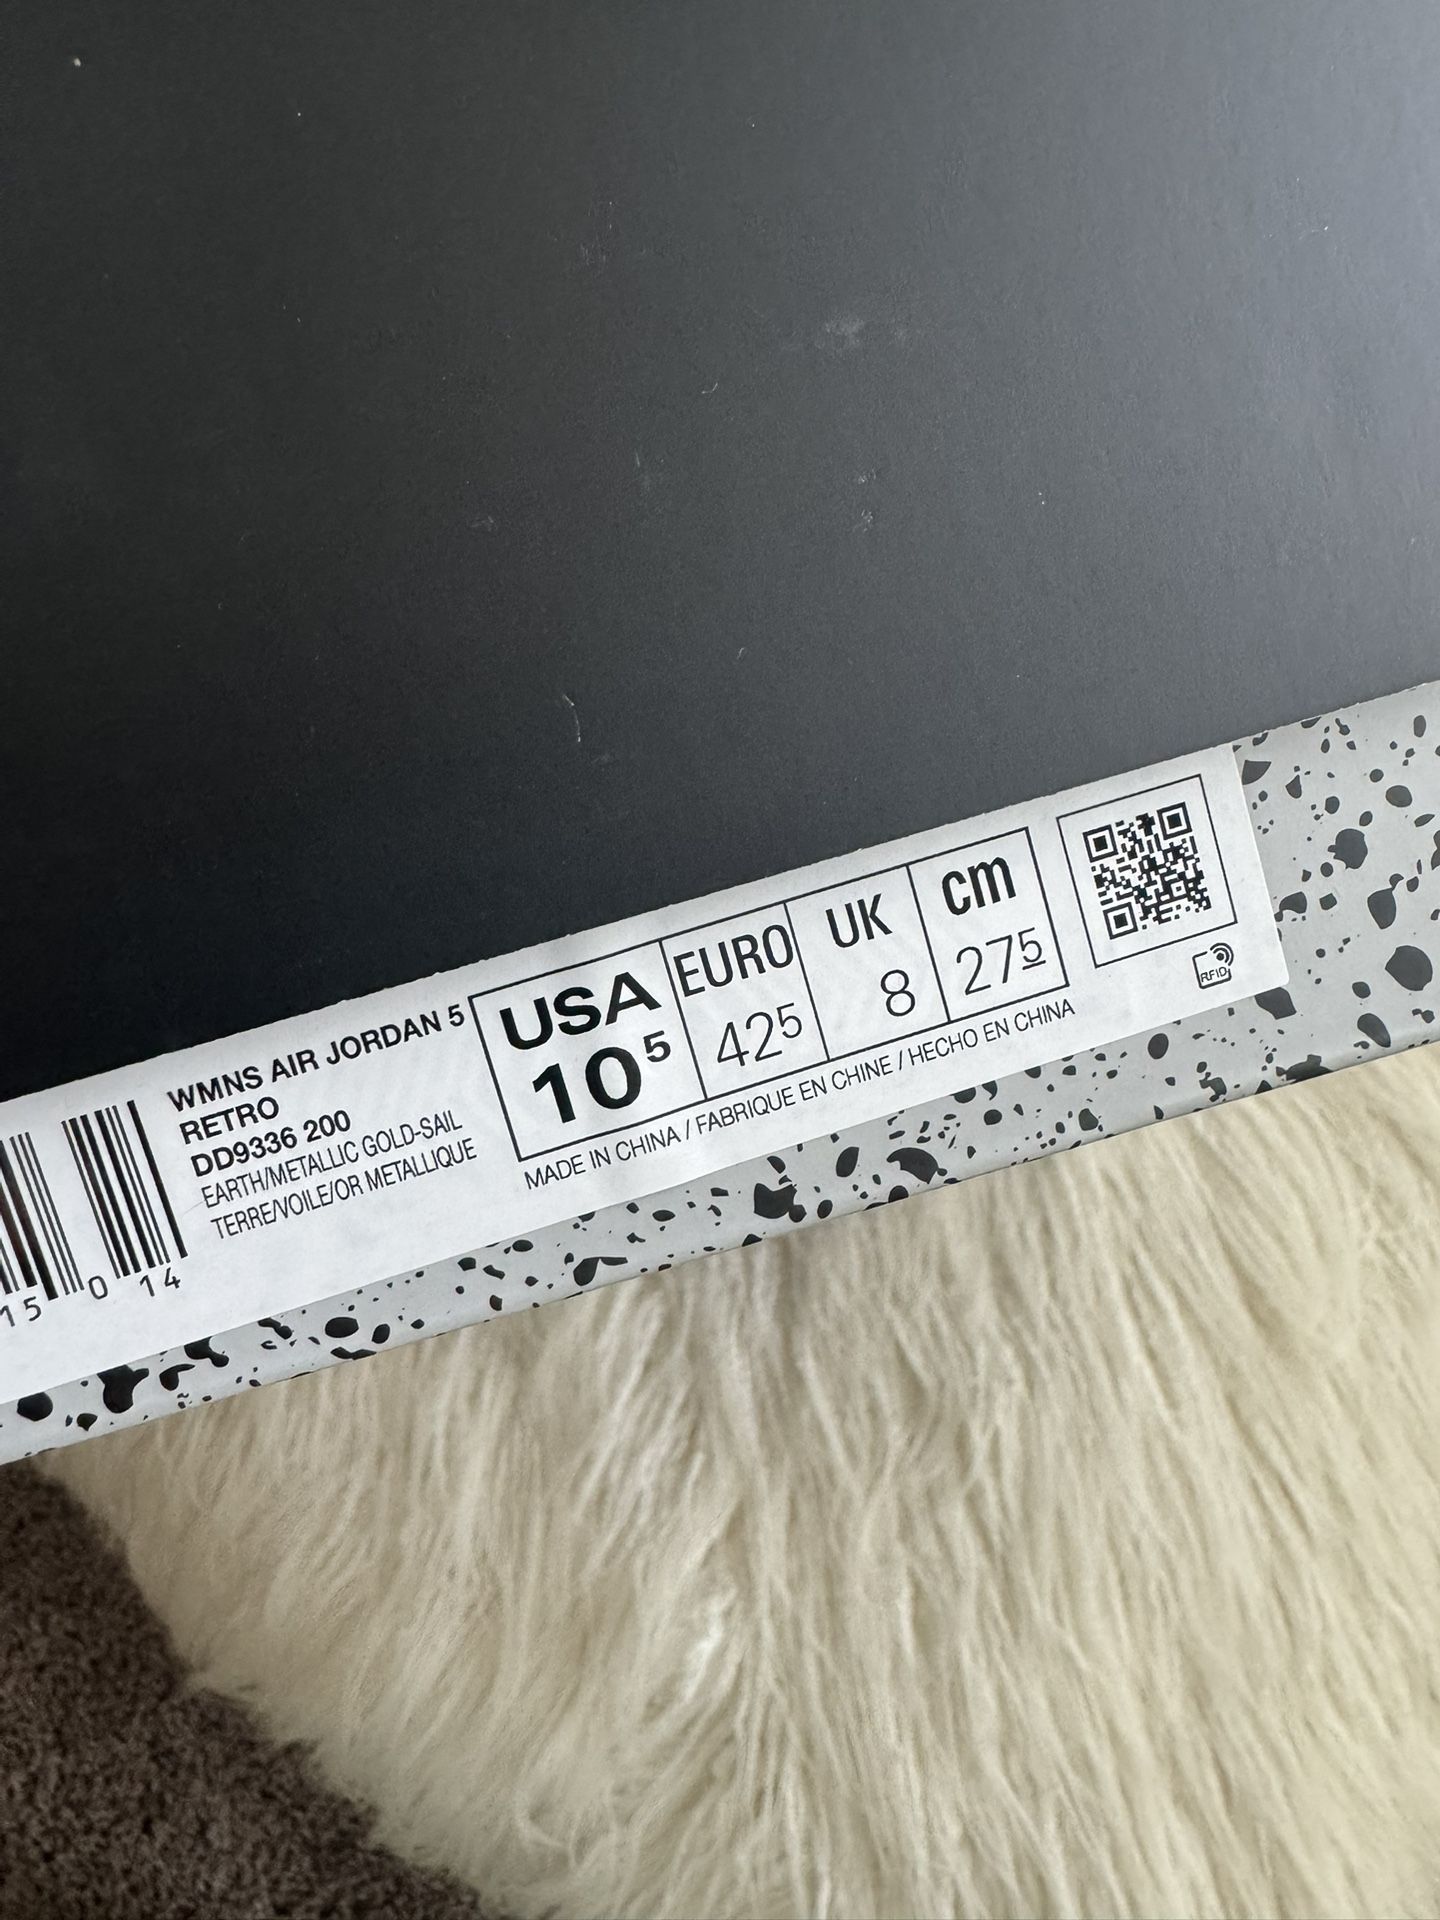 WMNS AIR JORDAN 5
RETRO
DD9336 200
EARTH/METALLIC GOLD-SAIL
TERRE/VOILE/OR METALLIQUE
15 0 14
USA EURO UK cm
10⁵ 42⁵ 8 27⁵
MADE IN CHINA / FABRIQUE EN CHINE / HECHO EN CHINA
RFID